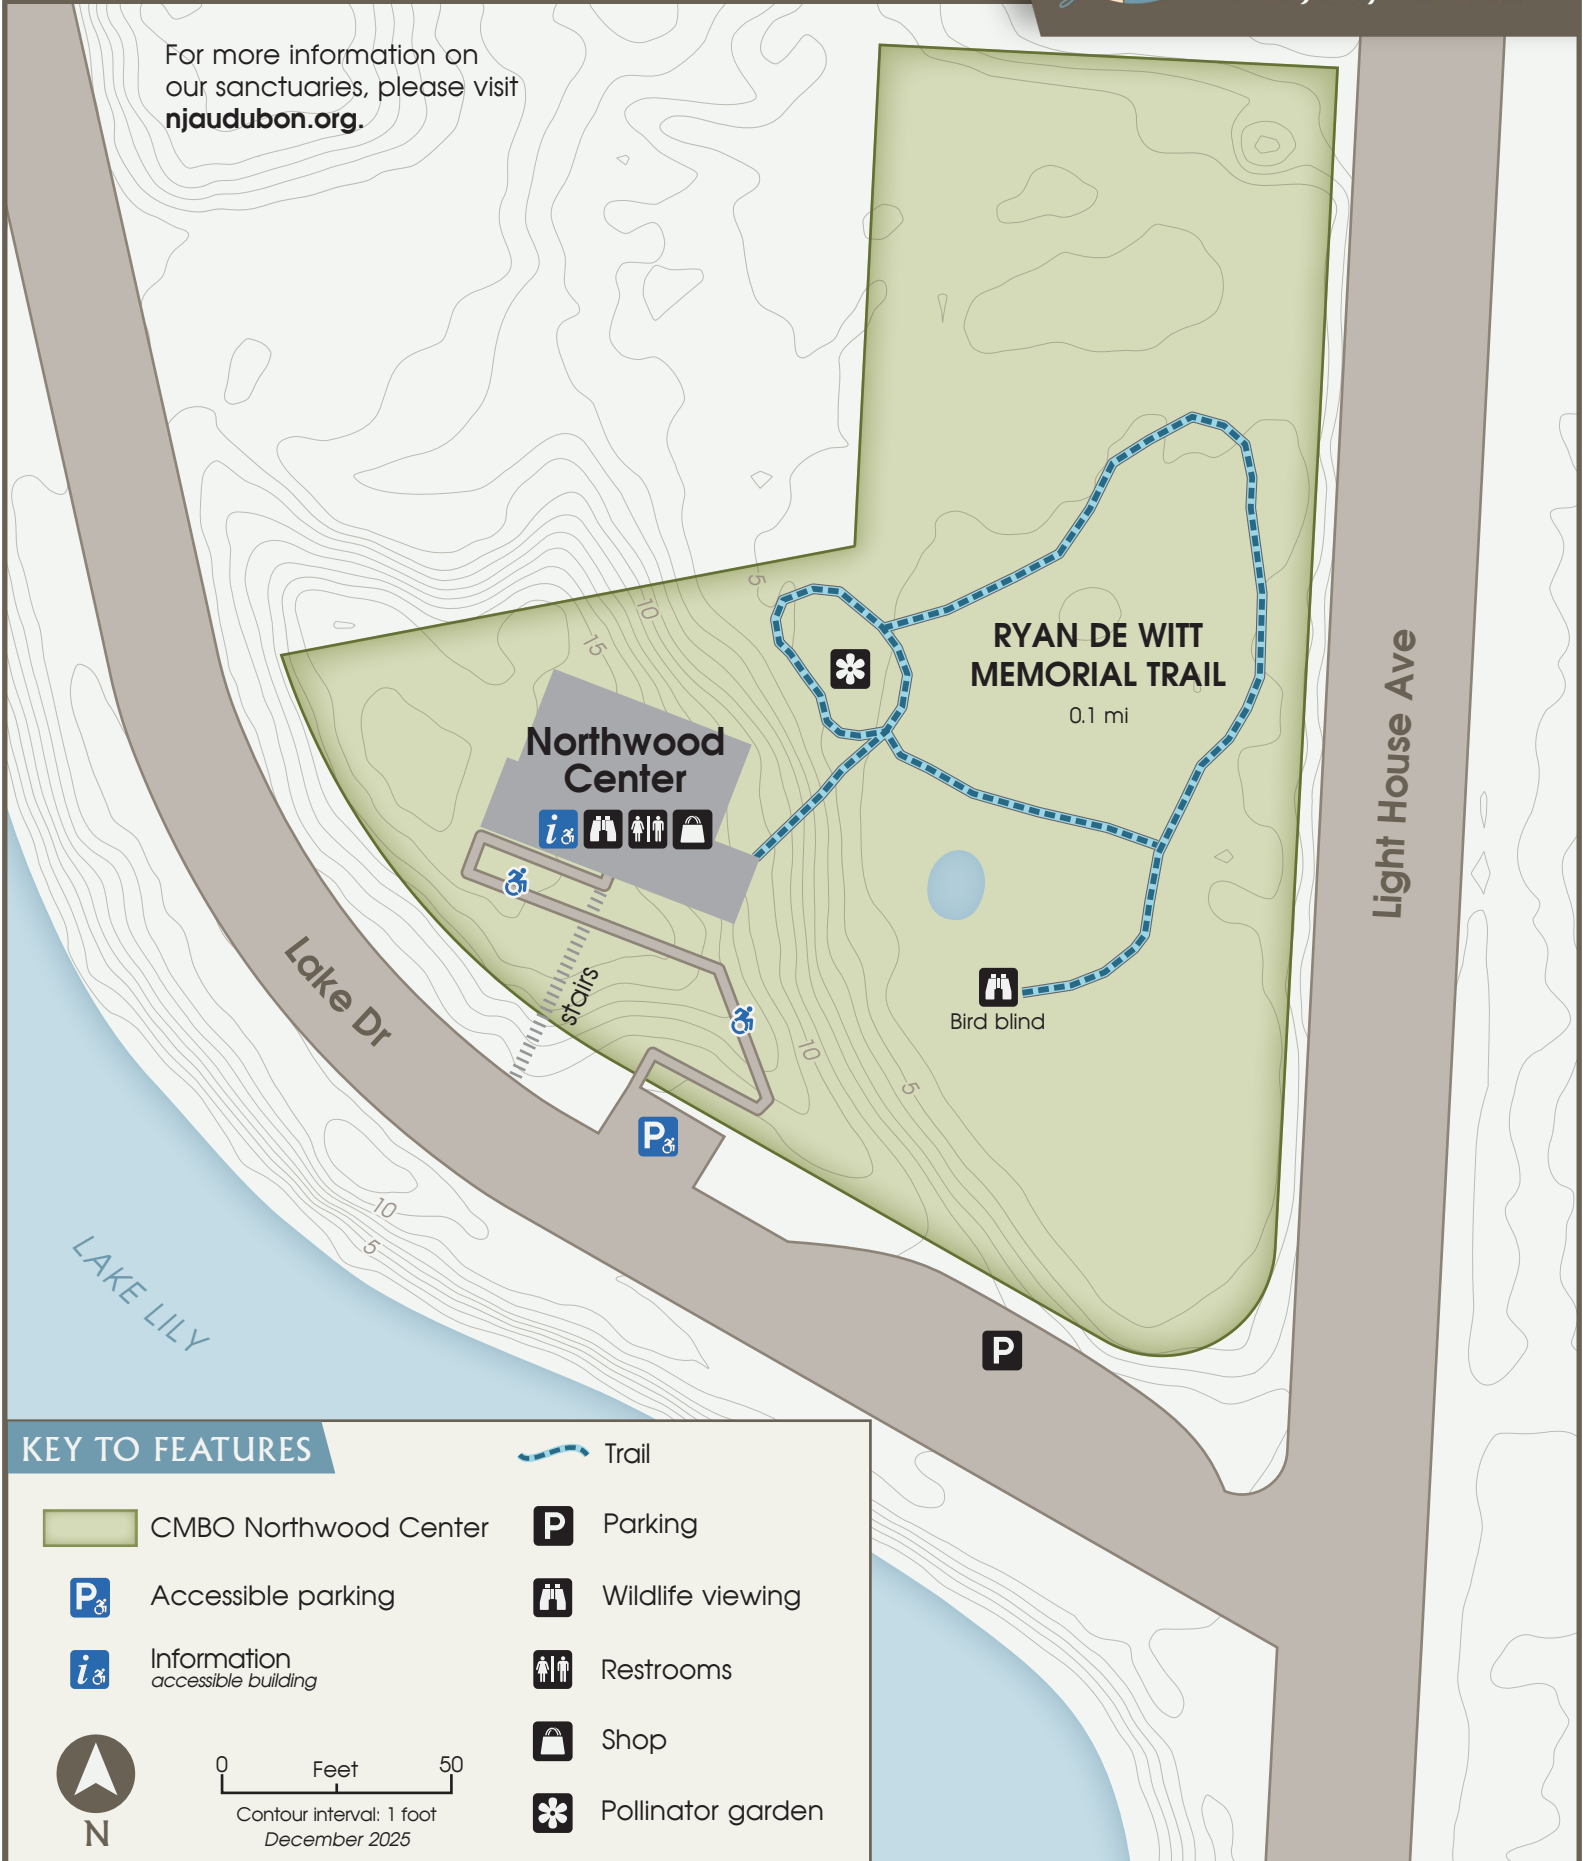 For more information on
our sanctuaries, please visit
njaudubon.org.
5
10
15
RYAN DE WITT
MEMORIAL TRAIL
0.1 mi
Northwood
Center
Light House Ave
Lake Dr
stairs
Bird blind
10
5
P
10
5
LAKE LILY
P
KEY TO FEATURES
CMBO Northwood Center
P Accessible parking
i Information
accessible building
N
0 Feet 50
Contour interval: 1 foot
December 2025
Trail
P Parking
Wildlife viewing
Restrooms
Shop
Pollinator garden